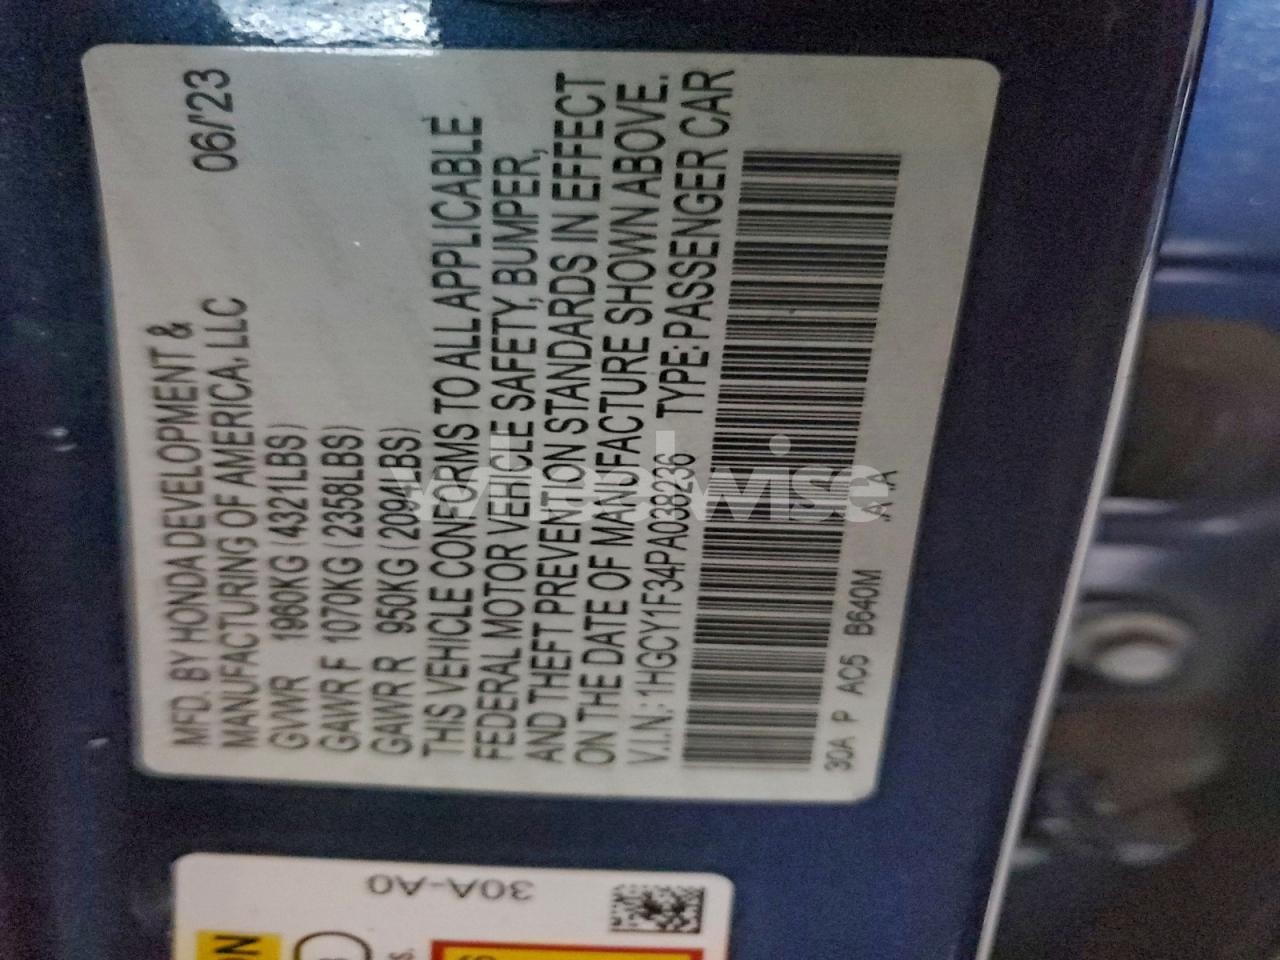 MFD. BY HONDA DEVELOPMENT &
MANUFACTURING OF AMERICA, LLC 06/'23
GVWR 1960KG (4321LBS)
GAWR F 1070KG (2358LBS)
GAWR R 950KG (2094LBS)
THIS VEHICLE CONFORMS TO ALL APPLICABLE
FEDERAL MOTOR VEHICLE SAFETY, BUMPER,
AND THEFT PREVENTION STANDARDS IN EFFECT
ON THE DATE OF MANUFACTURE SHOWN ABOVE.
V.I.N.: 1HGCY1F34PA038236 TYPE: PASSENGER CAR
30A P AC5 B640M A A
wheelwise
30A-A0